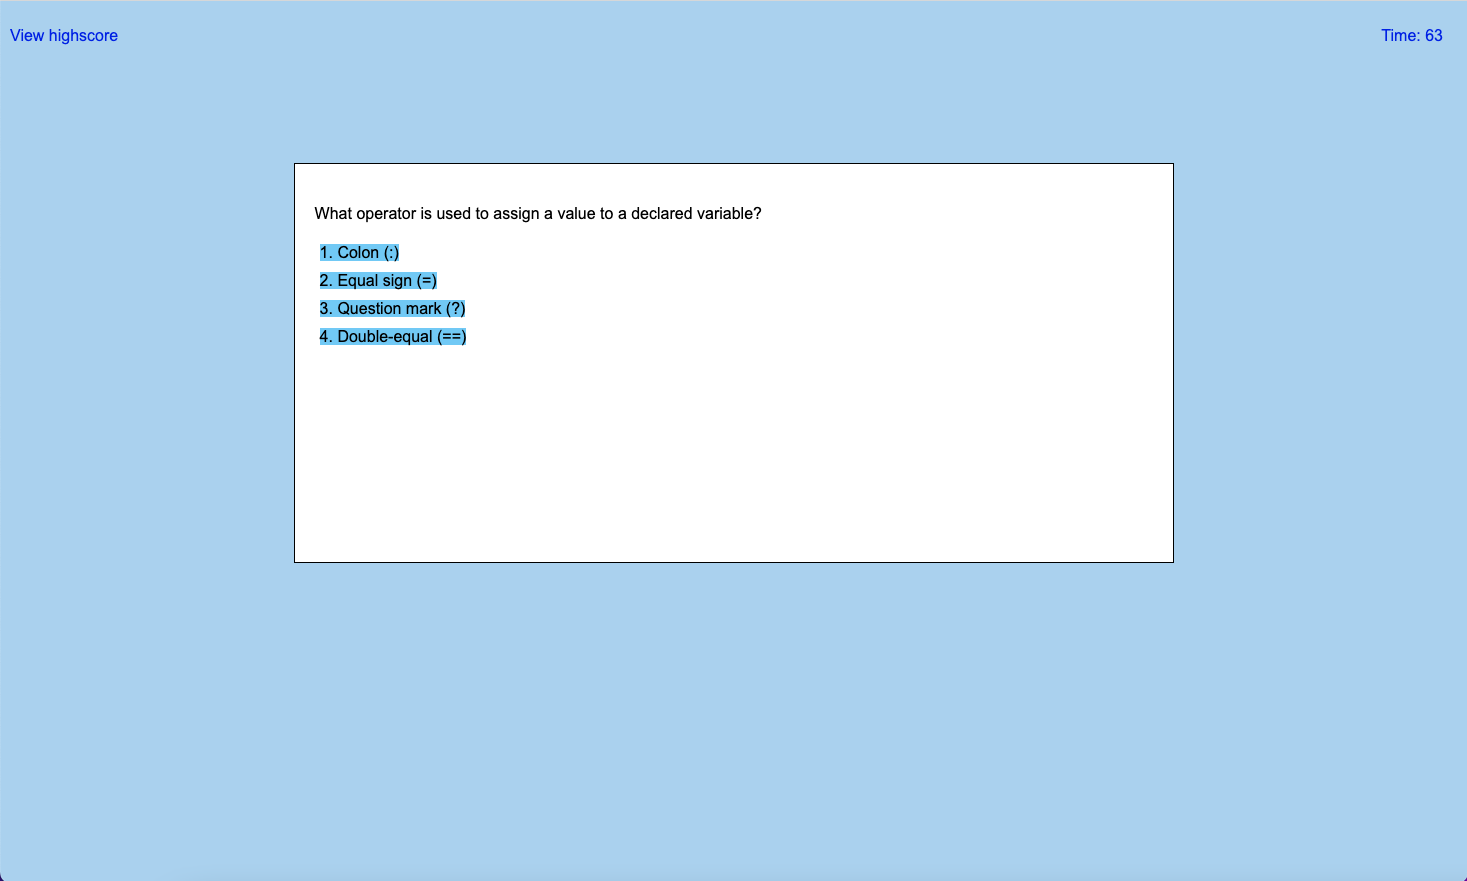 View highscore
Time: 63
What operator is used to assign a value to a declared variable?
1. Colon (:)
2. Equal sign (=)
3. Question mark (?)
4. Double-equal (==)